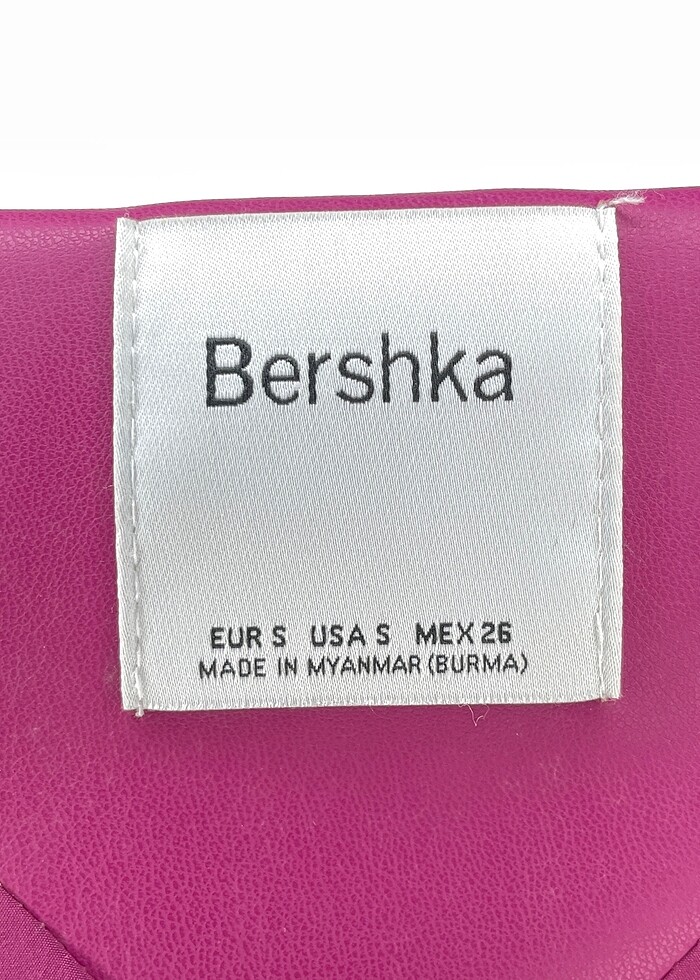 Bershka
EUR S USA S MEX 26
MADE IN MYANMAR (BURMA)